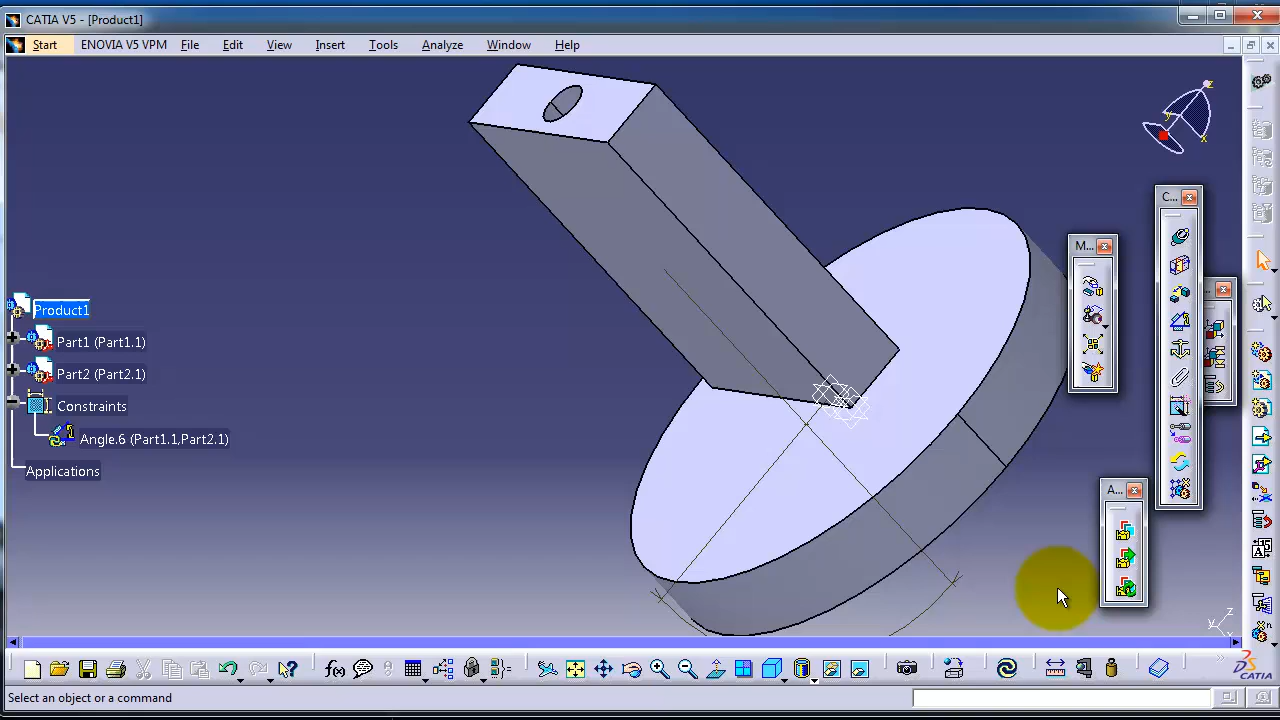 CATIA V5 - [Product1]
Start ENOVIA V5 VPM File Edit View Insert Tools Analyze Window Help
z
y
x
C...
M...
Product1
Part1 (Part1.1)
Part2 (Part2.1)
Constraints
Angle.6 (Part1.1,Part2.1)
Applications
A...
z
y
x
f(x)
CATIA
Select an object or a command